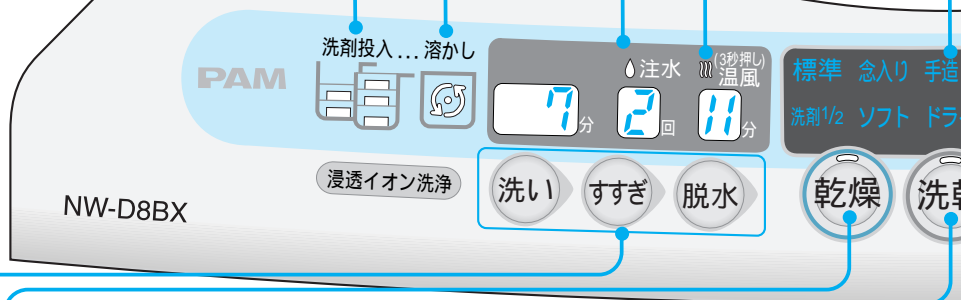 洗剤投入...溶かし
PAM
注水
(3秒押し)
温風
7分
2回
11分
標準 念入り 手造
洗剤1/2 ソフト ドラ
浸透イオン洗浄
洗い
すすぎ
脱水
乾燥
洗乾
NW-D8BX